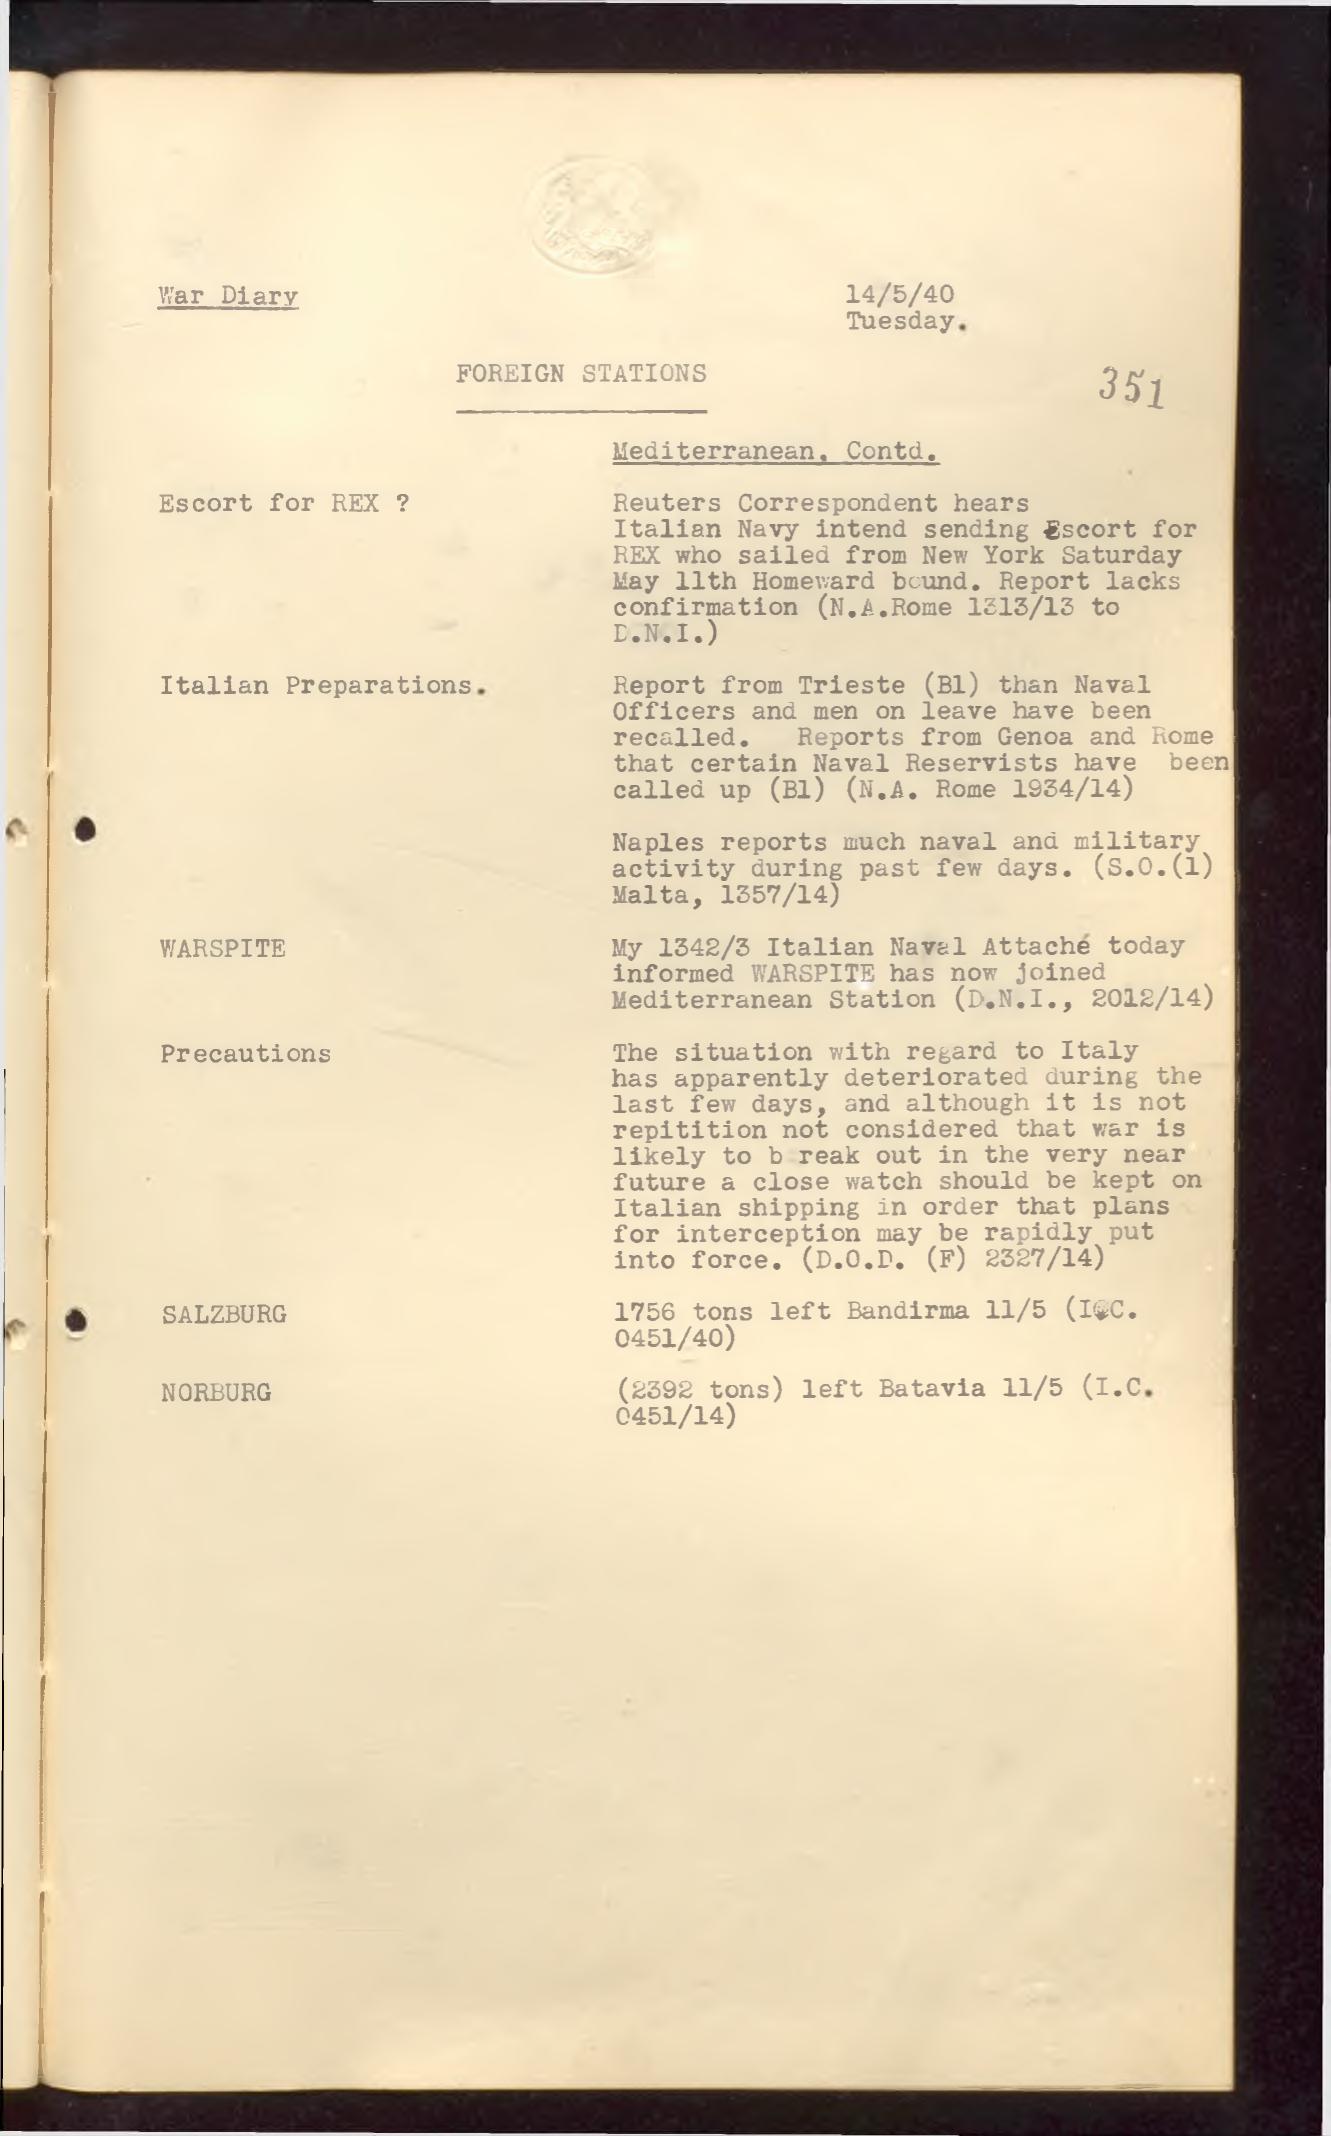 War Diary
14/5/40
Tuesday.
FOREIGN STATIONS
351
Mediterranean, Contd.
Escort for REX ?
Reuters Correspondent hears
Italian Navy intend sending Escort for
REX who sailed from New York Saturday
May 11th Homeward bound. Report lacks
confirmation (N.A.Rome 1313/13 to
D.N.I.)
Italian Preparations.
Report from Trieste (B1) than Naval
Officers and men on leave have been
recalled. Reports from Genoa and Rome
that certain Naval Reservists have been
called up (B1) (N.A. Rome 1934/14)
Naples reports much naval and military
activity during past few days. (S.O.(1)
Malta, 1357/14)
WARSPITE
My 1342/3 Italian Naval Attaché today
informed WARSPITE has now joined
Mediterranean Station (D.N.I., 2012/14)
Precautions
The situation with regard to Italy
has apparently deteriorated during the
last few days, and although it is not
repitition not considered that war is
likely to b reak out in the very near
future a close watch should be kept on
Italian shipping in order that plans
for interception may be rapidly put
into force. (D.O.D. (F) 2327/14)
SALZBURG
1756 tons left Bandirma 11/5 (I.C.
0451/40)
NORBURG
(2392 tons) left Batavia 11/5 (I.C.
0451/14)